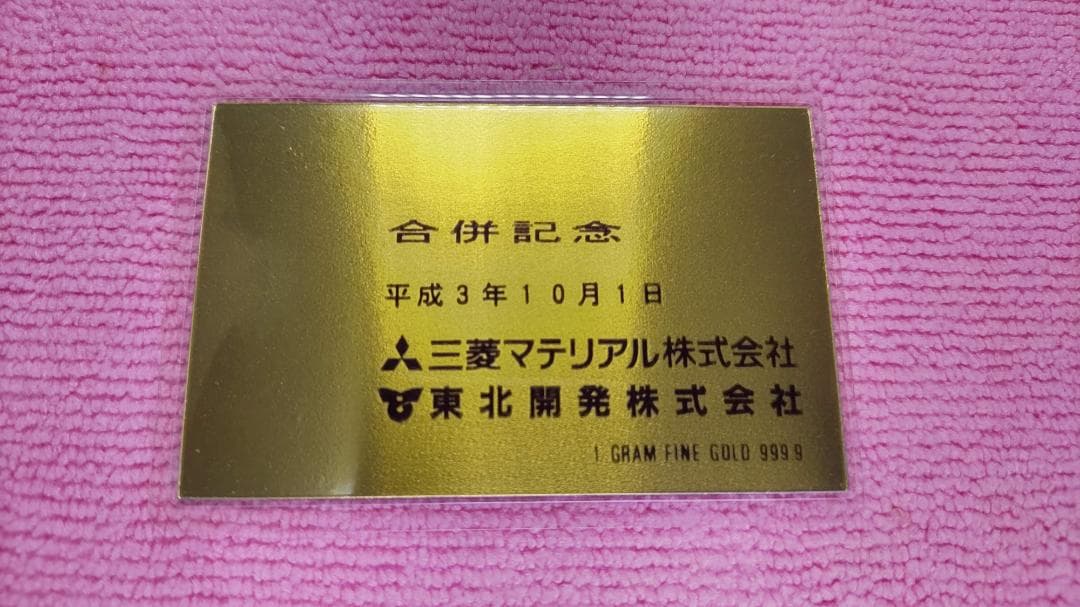 合併記念
平成3年10月1日
三菱マテリアル株式会社
東北開発株式会社
1 GRAM FINE GOLD 999.9